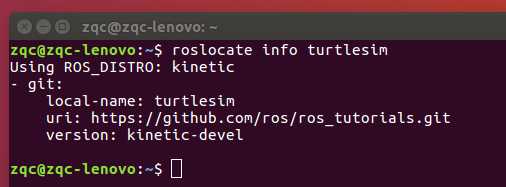 zqc@zqc-lenovo: ~
zqc@zqc-lenovo:~$ roslocate info turtlesim
Using ROS_DISTRO: kinetic
- git:
    local-name: turtlesim
    uri: https://github.com/ros/ros_tutorials.git
    version: kinetic-devel
zqc@zqc-lenovo:~$